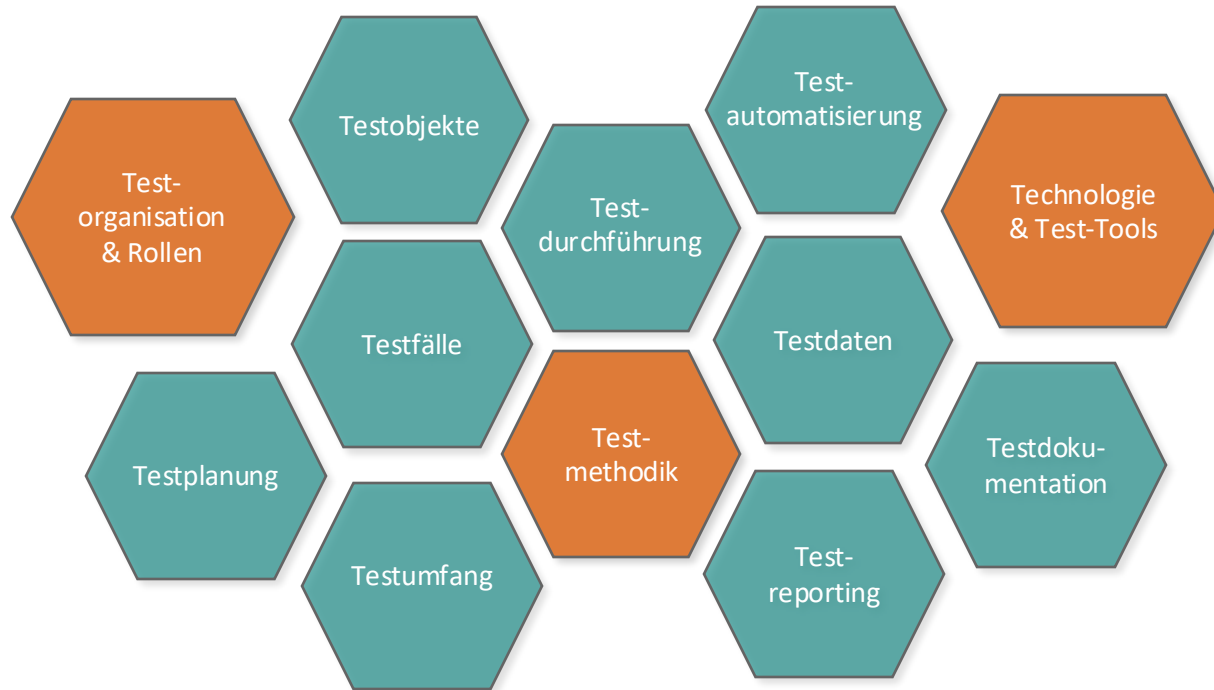 Test-
organisation
& Rollen
Testobjekte
Test-
durchführung
Test-
automatisierung
Technologie
& Test-Tools
Testfälle
Testdaten
Testplanung
Test-
methodik
Testdoku-
mentation
Testumfang
Test-
reporting